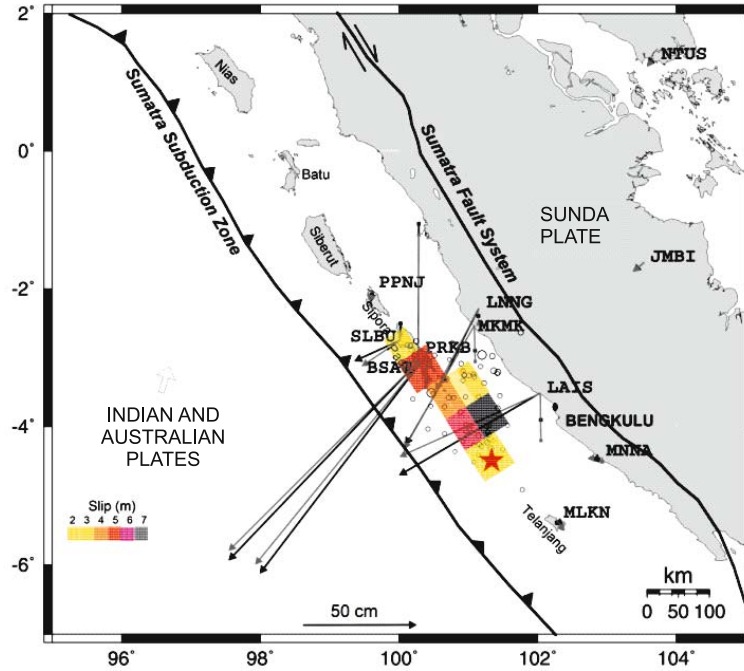 2°
0°
-2°
-4°
-6°
96°
98°
100°
102°
104°
NTUS
Nias
Sumatra Subduction Zone
Batu
Sumatra Fault System
Siberut
SUNDA
PLATE
JMBI
PPNJ
LNNG
MKMK
SLBU
PRKB
BSAT
LAIS
INDIAN AND
AUSTRALIAN
PLATES
BENGKULU
MNNA
Slip (m)
2 3 4 5 6 7
MLKN
Telanjang
km
0 50 100
50 cm